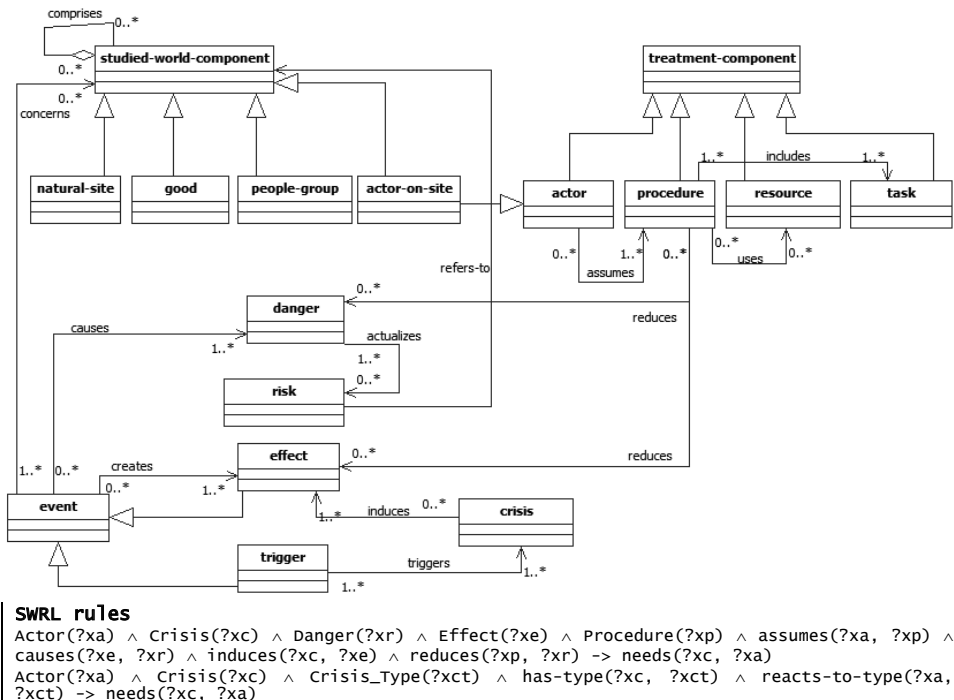 comprises
0..*
studied-world-component
0..*
0..*
concerns
treatment-component
natural-site
good
people-group
actor-on-site
actor
procedure
resource
task
1..*
includes
1..*
0..*
assumes
1..*
0..*
0..*
uses
0..*
refers-to
danger
0..*
reduces
causes
1..*
actualizes
1..*
0..*
risk
effect
0..*
reduces
1..*
0..*
creates
0..*
1..*
event
1..*
induces
0..*
crisis
trigger
triggers
1..*
1..*
SWRL rules
Actor(?xa) ∧ Crisis(?xc) ∧ Danger(?xr) ∧ Effect(?xe) ∧ Procedure(?xp) ∧ assumes(?xa, ?xp) ∧
causes(?xe, ?xr) ∧ induces(?xc, ?xe) ∧ reduces(?xp, ?xr) -> needs(?xc, ?xa)
Actor(?xa) ∧ Crisis(?xc) ∧ Crisis_Type(?xct) ∧ has-type(?xc, ?xct) ∧ reacts-to-type(?xa,
?xct) -> needs(?xc, ?xa)